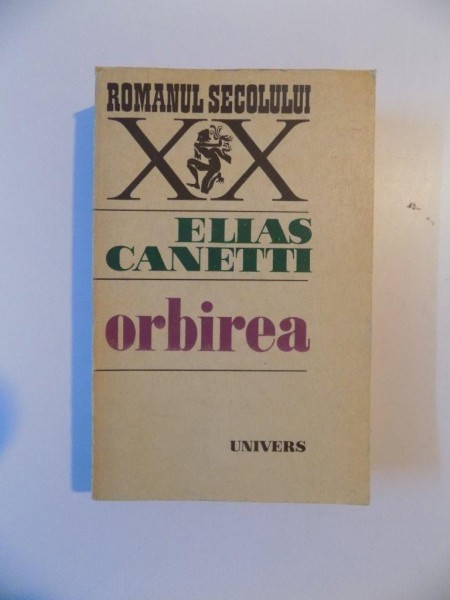 ROMANUL SECOLULUI
XX
ELIAS
CANETTI
orbirea
UNIVERS